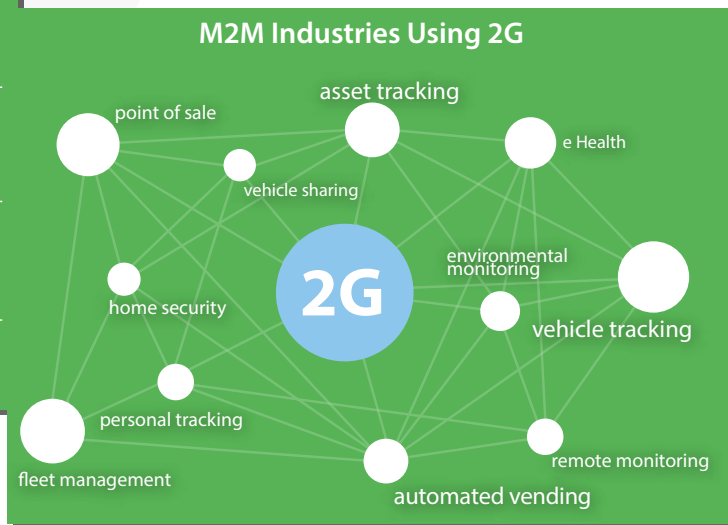 M2M Industries Using 2G
asset tracking
point of sale
e Health
vehicle sharing
environmental
monitoring
2G
home security
vehicle tracking
personal tracking
remote monitoring
fleet management
automated vending